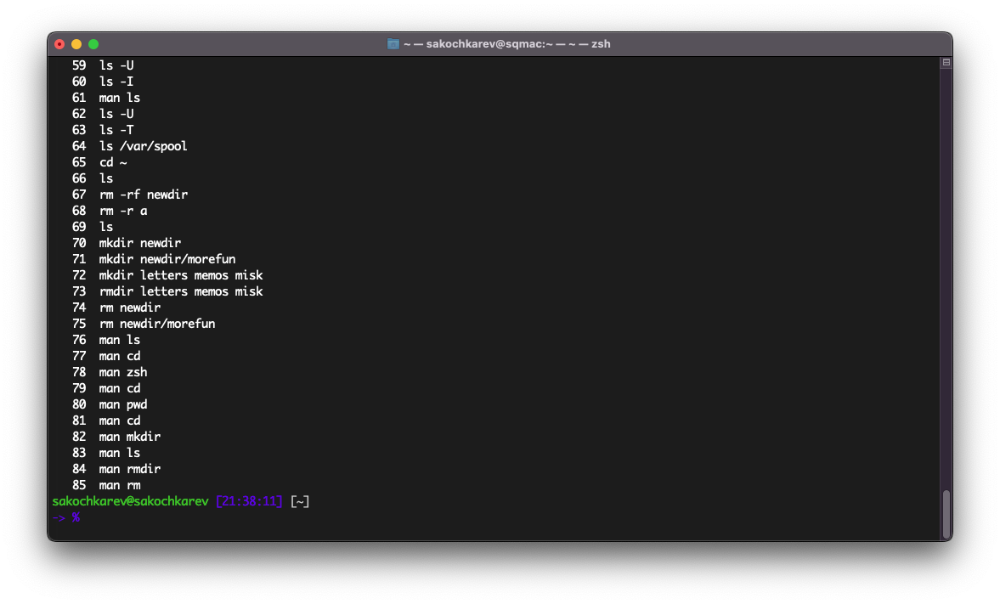 ~ — sakochkarev@sqmac:~ — ~ — zsh
59 ls -U
60 ls -I
61 man ls
62 ls -U
63 ls -T
64 ls /var/spool
65 cd ~
66 ls
67 rm -rf newdir
68 rm -r a
69 ls
70 mkdir newdir
71 mkdir newdir/morefun
72 mkdir letters memos misk
73 rmdir letters memos misk
74 rm newdir
75 rm newdir/morefun
76 man ls
77 man cd
78 man zsh
79 man cd
80 man pwd
81 man cd
82 man mkdir
83 man ls
84 man rmdir
85 man rm
sakochkarev@sakochkarev [21:38:11] [~]
-> %